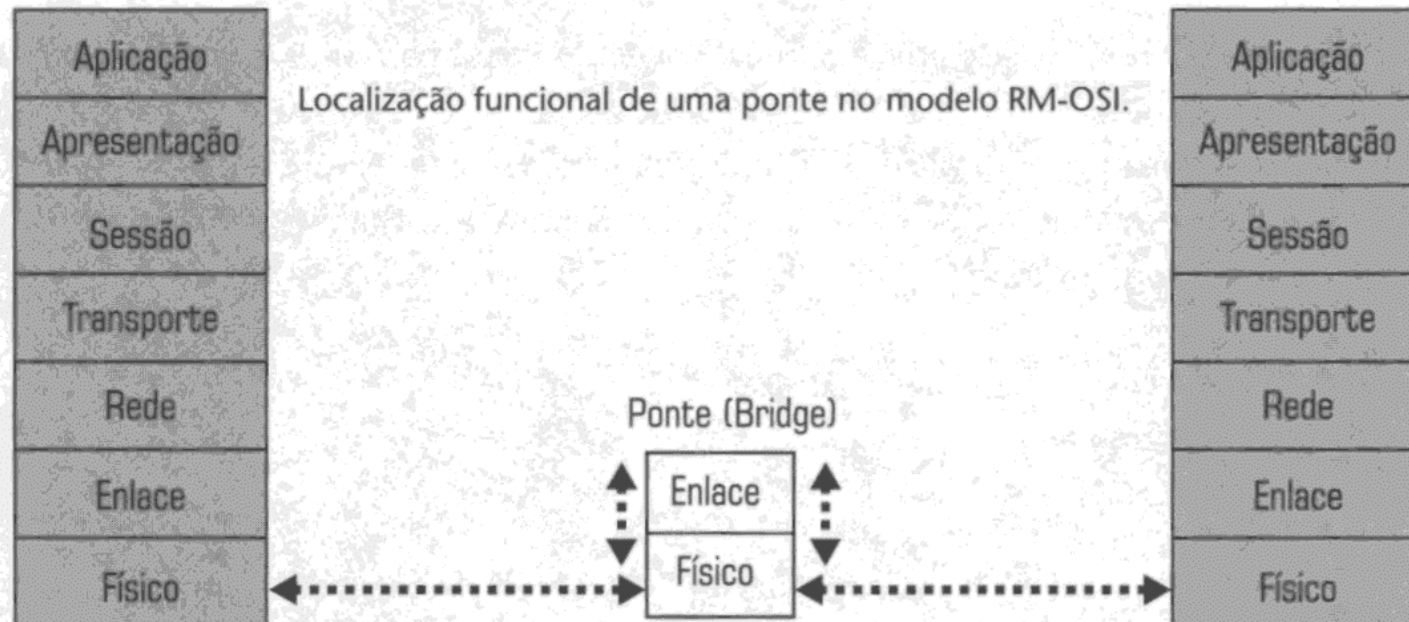 Aplicação
Apresentação
Sessão
Transporte
Rede
Enlace
Físico
Localização funcional de uma ponte no modelo RM-OSI.
Ponte (Bridge)
Enlace
Físico
Aplicação
Apresentação
Sessão
Transporte
Rede
Enlace
Físico